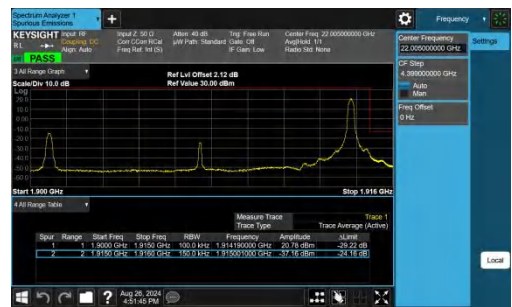 Spectrum Analyzer 1
Spurious Emissions
Frequency
KEYSIGHT
Input: RF
Coupling: DC
Align: Auto
Input Z: 50 Ω
Corr CCorr RCal
Freq Ref: Int (S)
Atten: 40 dB
µW Path: Standard
Trig: Free Run
Gate: Off
IF Gain: Low
Center Freq: 22.005000000 GHz
Avg|Hold: 1/1
Radio Std: None
PASS
Center Frequency
22.005000000 GHz
Settings
CF Step
4.399000000 GHz
Auto
Man
Freq Offset
0 Hz
3 All Range Graph
Scale/Div 10.0 dB
Ref Lvl Offset 2.12 dB
Ref Value 30.00 dBm
Log
Start 1.900 GHz
Stop 1.916 GHz
4 All Range Table
Measure Trace Trace 1
Trace Type Trace Average (Active)
Spur Range Start Freq Stop Freq RBW Frequency Amplitude ΔLimit
1 1 1.9000 GHz 1.9150 GHz 100.0 kHz 1.914190000 GHz 20.78 dBm -29.22 dB
2 2 1.9150 GHz 1.9160 GHz 150.0 kHz 1.915001000 GHz -37.16 dBm -24.16 dB
Local
Aug 26, 2024
4:51:45 PM